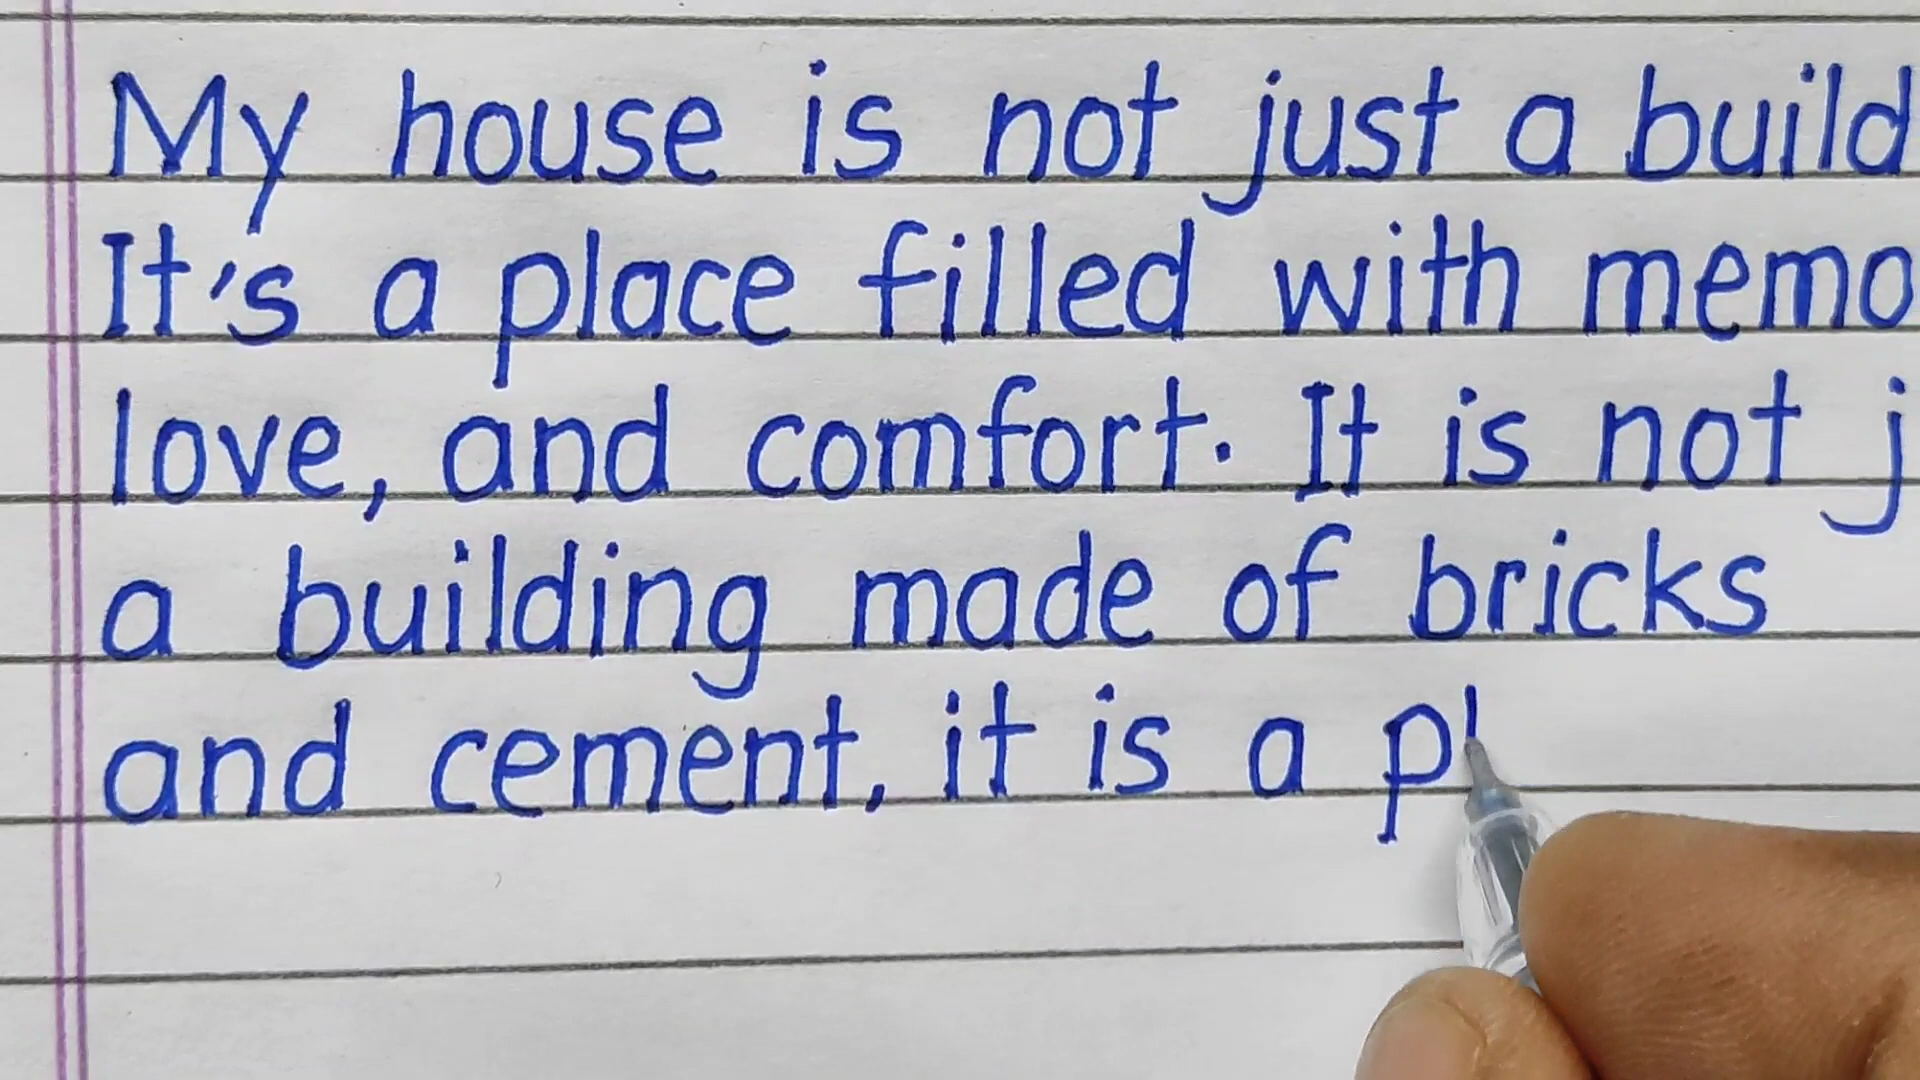 My house is not just a build
It's a place filled with memo
love, and comfort. It is not j
a building made of bricks
and cement, it is a pl